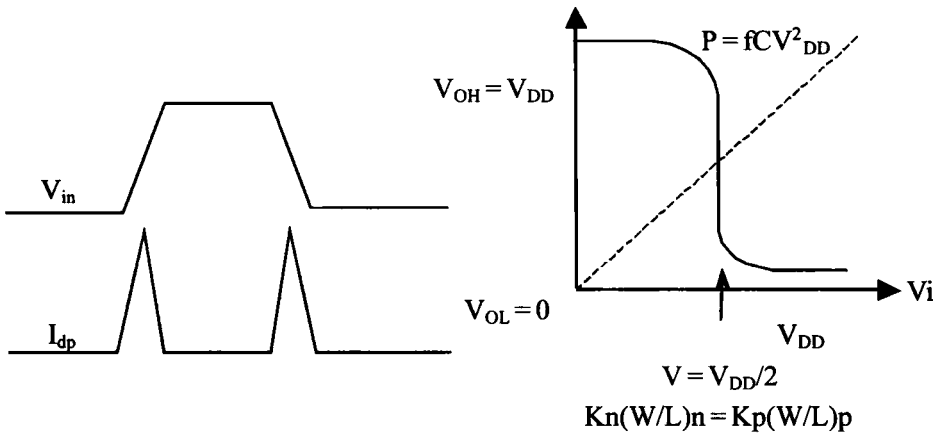 V_in
I_dp
P = fCV²_DD
V_OH = V_DD
V_OL = 0
Vi
V_DD
V = V_DD/2
Kn(W/L)n = Kp(W/L)p